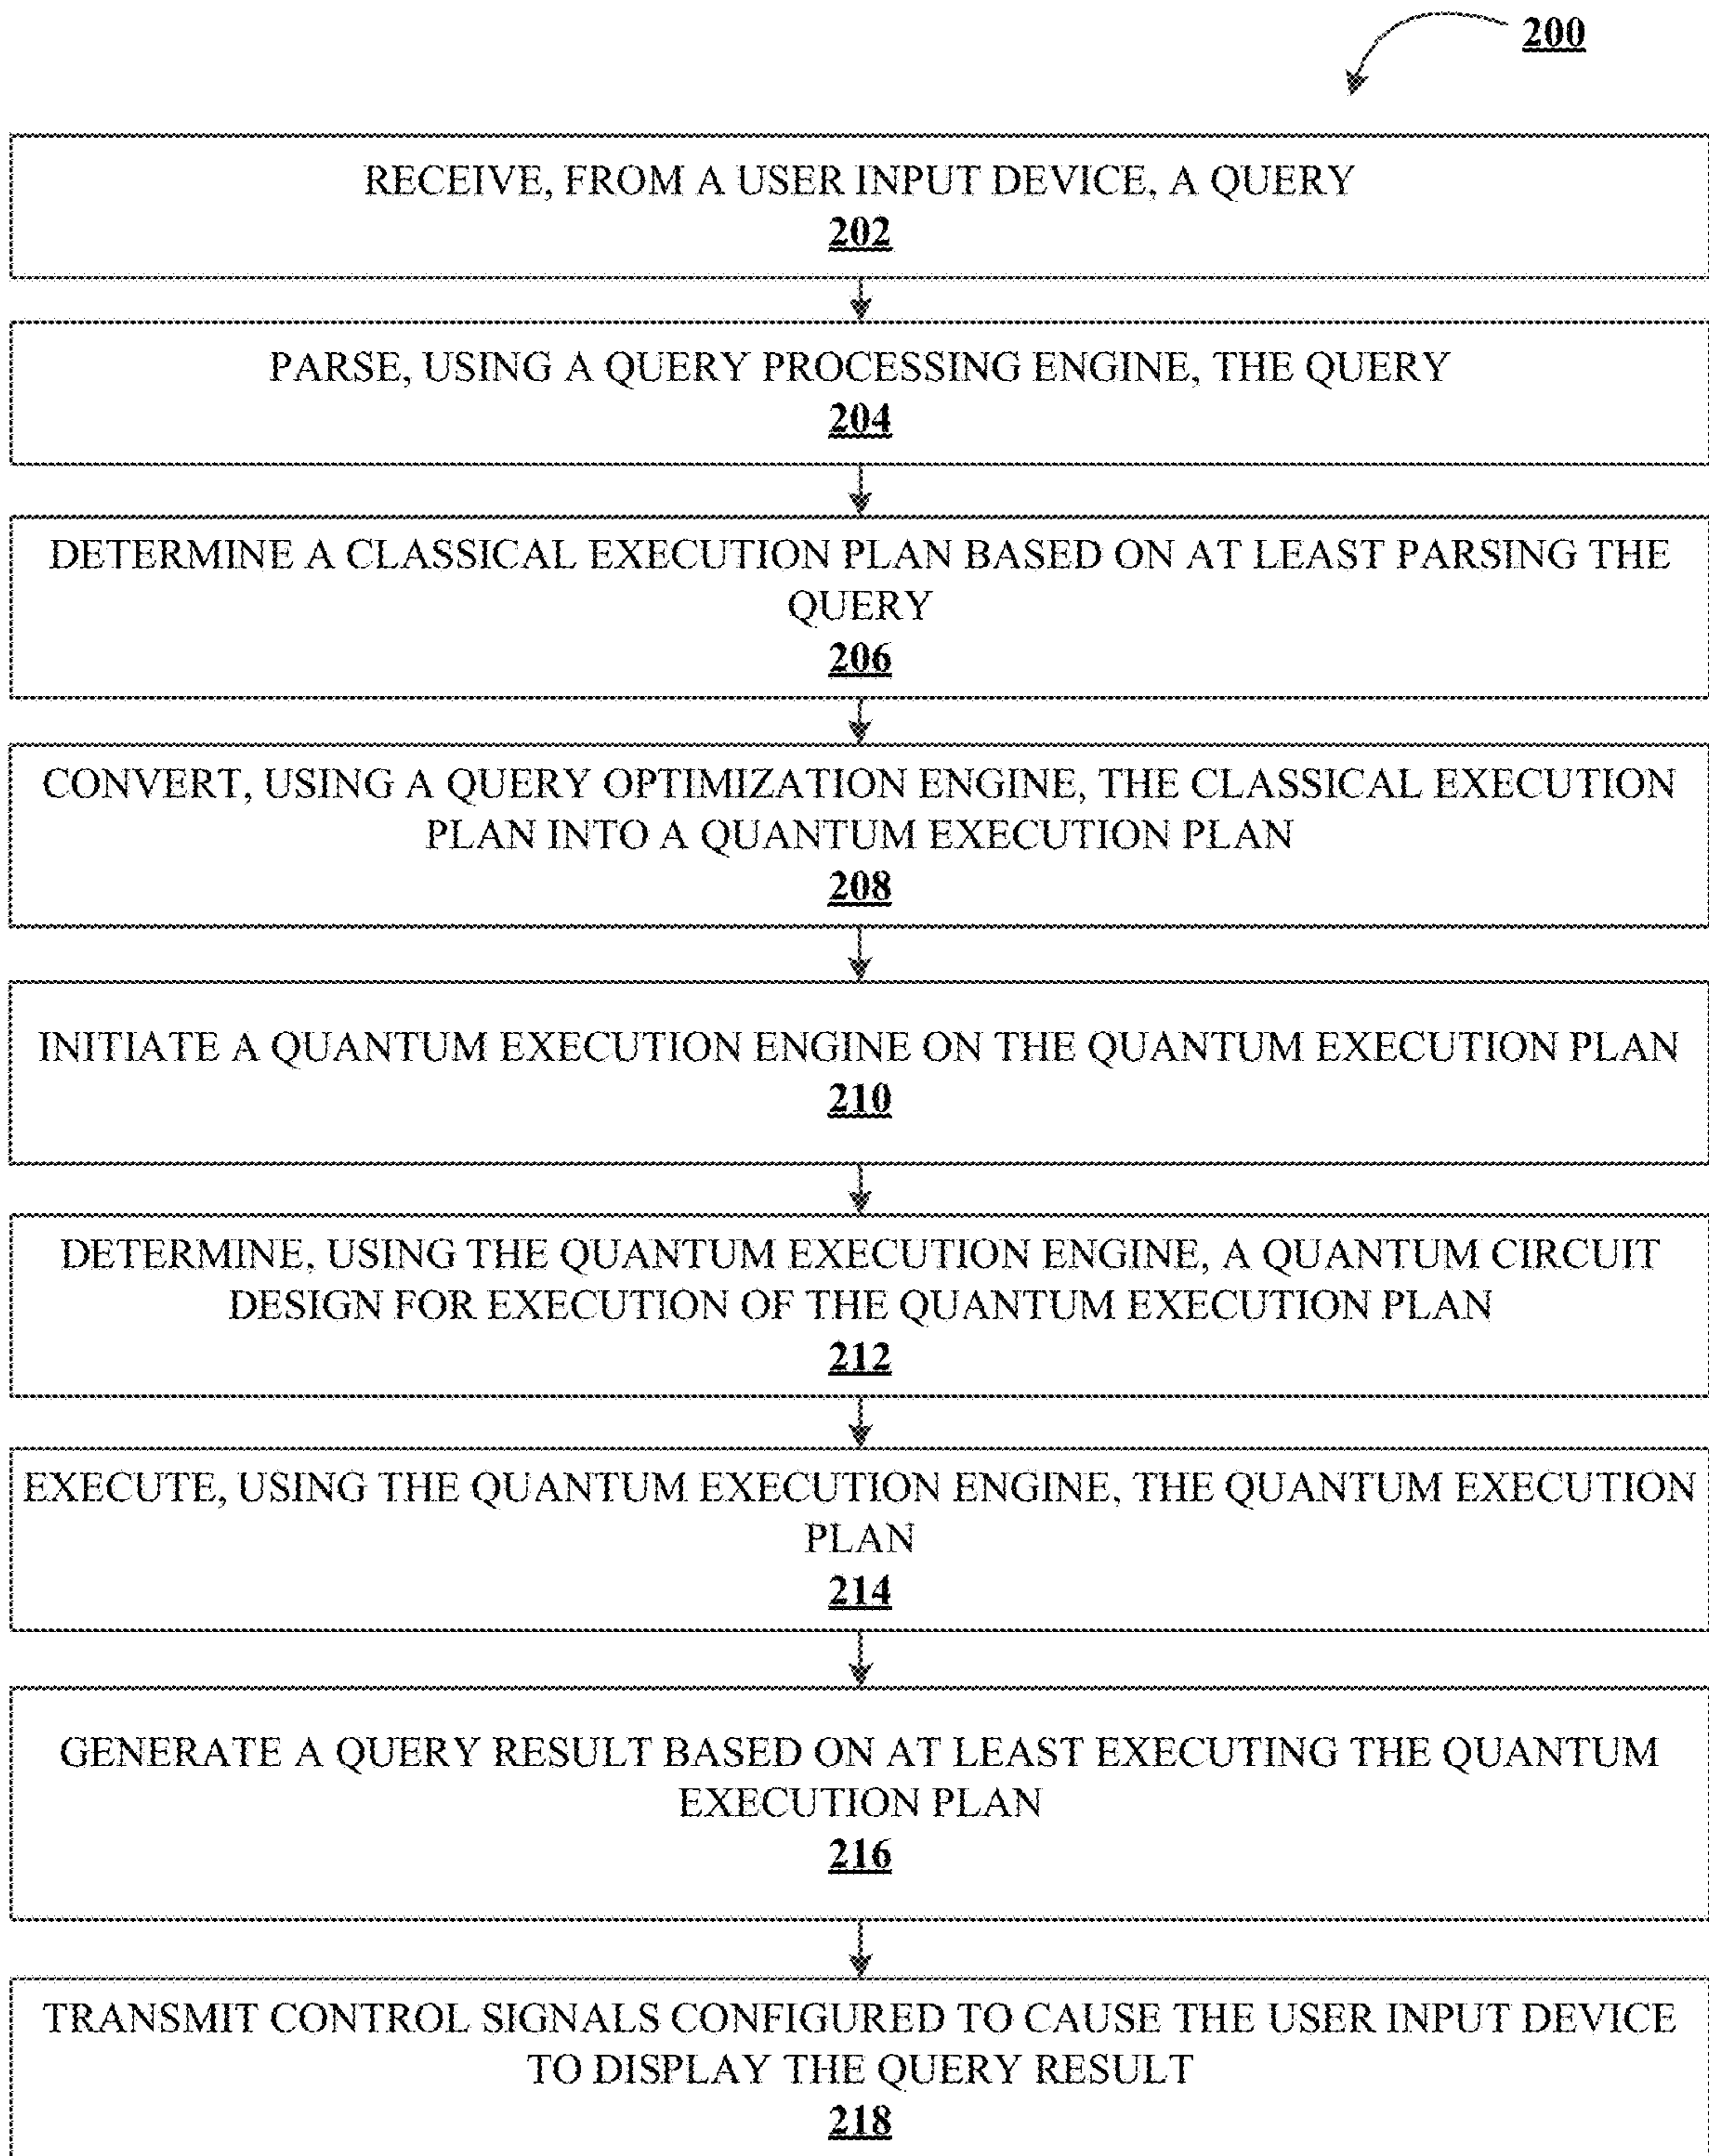 200
RECEIVE, FROM A USER INPUT DEVICE, A QUERY
202
PARSE, USING A QUERY PROCESSING ENGINE, THE QUERY
204
DETERMINE A CLASSICAL EXECUTION PLAN BASED ON AT LEAST PARSING THE
QUERY
206
CONVERT, USING A QUERY OPTIMIZATION ENGINE, THE CLASSICAL EXECUTION
PLAN INTO A QUANTUM EXECUTION PLAN
208
INITIATE A QUANTUM EXECUTION ENGINE ON THE QUANTUM EXECUTION PLAN
210
DETERMINE, USING THE QUANTUM EXECUTION ENGINE, A QUANTUM CIRCUIT
DESIGN FOR EXECUTION OF THE QUANTUM EXECUTION PLAN
212
EXECUTE, USING THE QUANTUM EXECUTION ENGINE, THE QUANTUM EXECUTION
PLAN
214
GENERATE A QUERY RESULT BASED ON AT LEAST EXECUTING THE QUANTUM
EXECUTION PLAN
216
TRANSMIT CONTROL SIGNALS CONFIGURED TO CAUSE THE USER INPUT DEVICE
TO DISPLAY THE QUERY RESULT
218